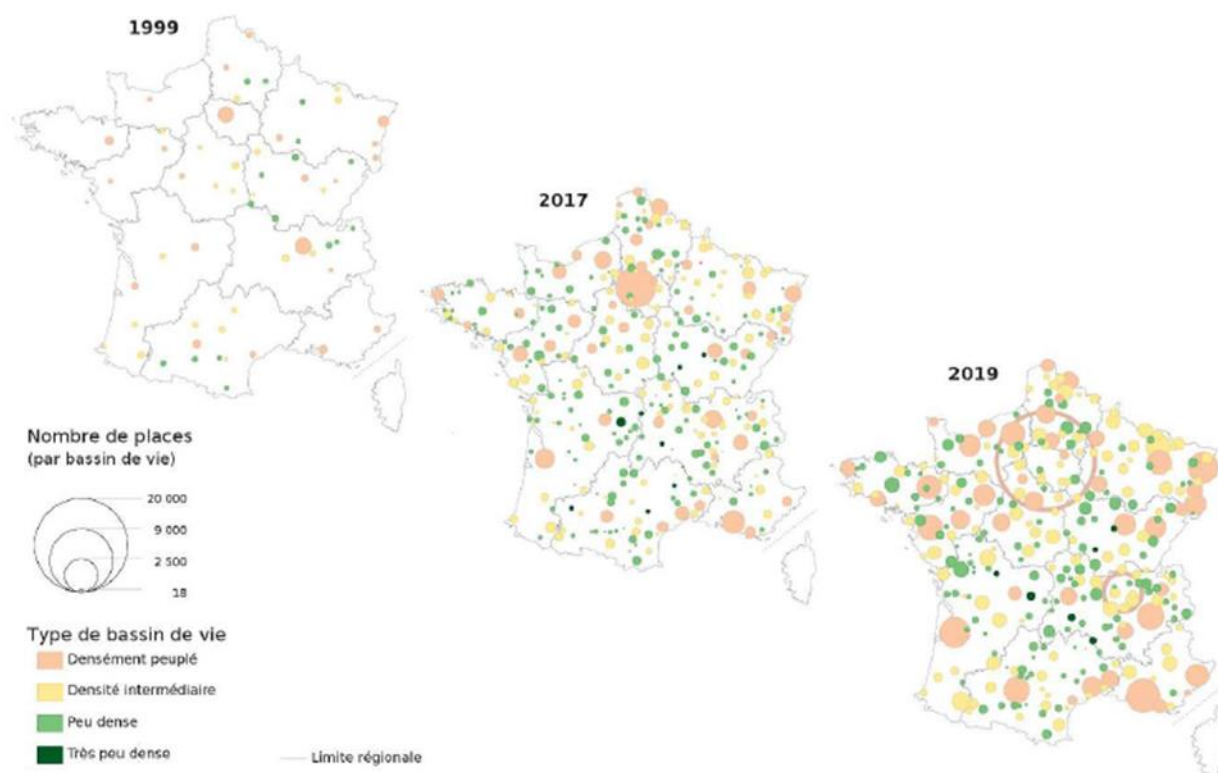 1999
2017
2019
Nombre de places
(par bassin de vie)
20 000
9 000
2 500
18
Type de bassin de vie
Densément peuplé
Densité intermédiaire
Peu dense
Très peu dense
Limite régionale